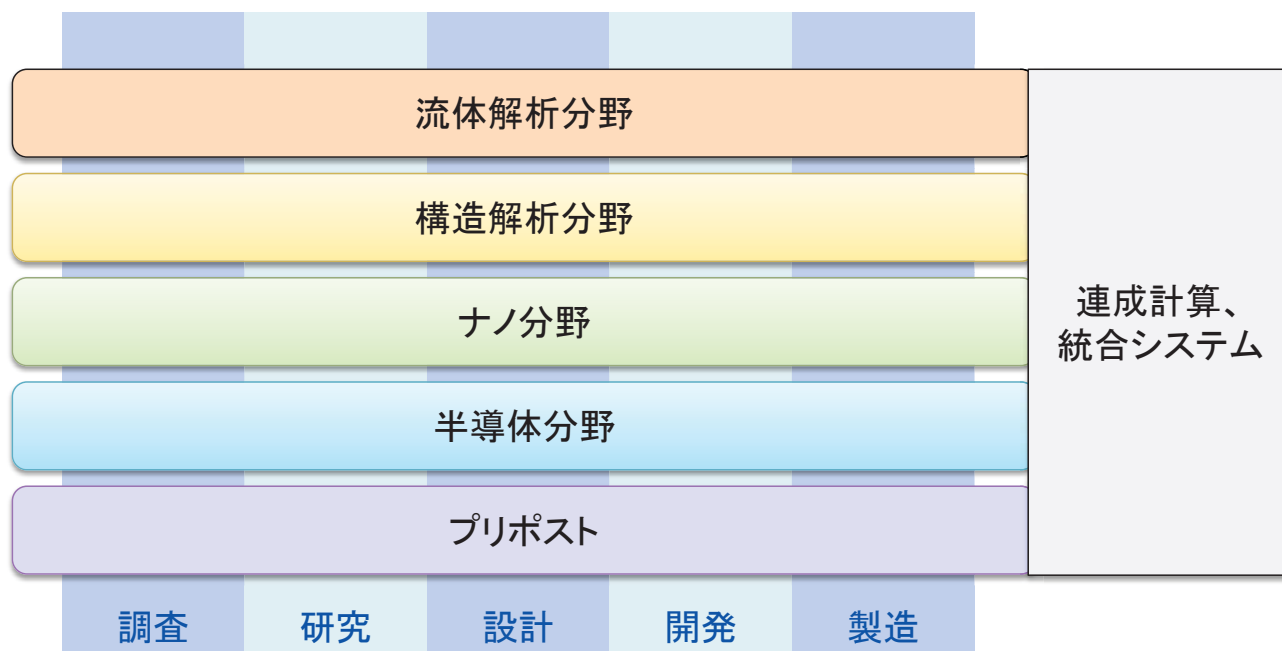 流体解析分野
構造解析分野
ナノ分野
半導体分野
プリポスト
連成計算、
統合システム
調査
研究
設計
開発
製造